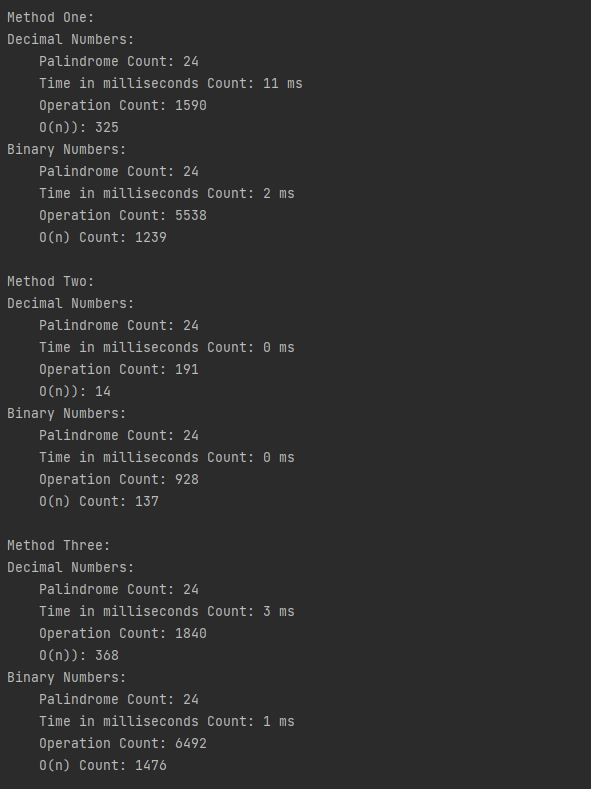 Method One:
Decimal Numbers:
    Palindrome Count: 24
    Time in milliseconds Count: 11 ms
    Operation Count: 1590
    O(n)): 325
Binary Numbers:
    Palindrome Count: 24
    Time in milliseconds Count: 2 ms
    Operation Count: 5538
    O(n) Count: 1239

Method Two:
Decimal Numbers:
    Palindrome Count: 24
    Time in milliseconds Count: 0 ms
    Operation Count: 191
    O(n)): 14
Binary Numbers:
    Palindrome Count: 24
    Time in milliseconds Count: 0 ms
    Operation Count: 928
    O(n) Count: 137

Method Three:
Decimal Numbers:
    Palindrome Count: 24
    Time in milliseconds Count: 3 ms
    Operation Count: 1840
    O(n)): 368
Binary Numbers:
    Palindrome Count: 24
    Time in milliseconds Count: 1 ms
    Operation Count: 6492
    O(n) Count: 1476